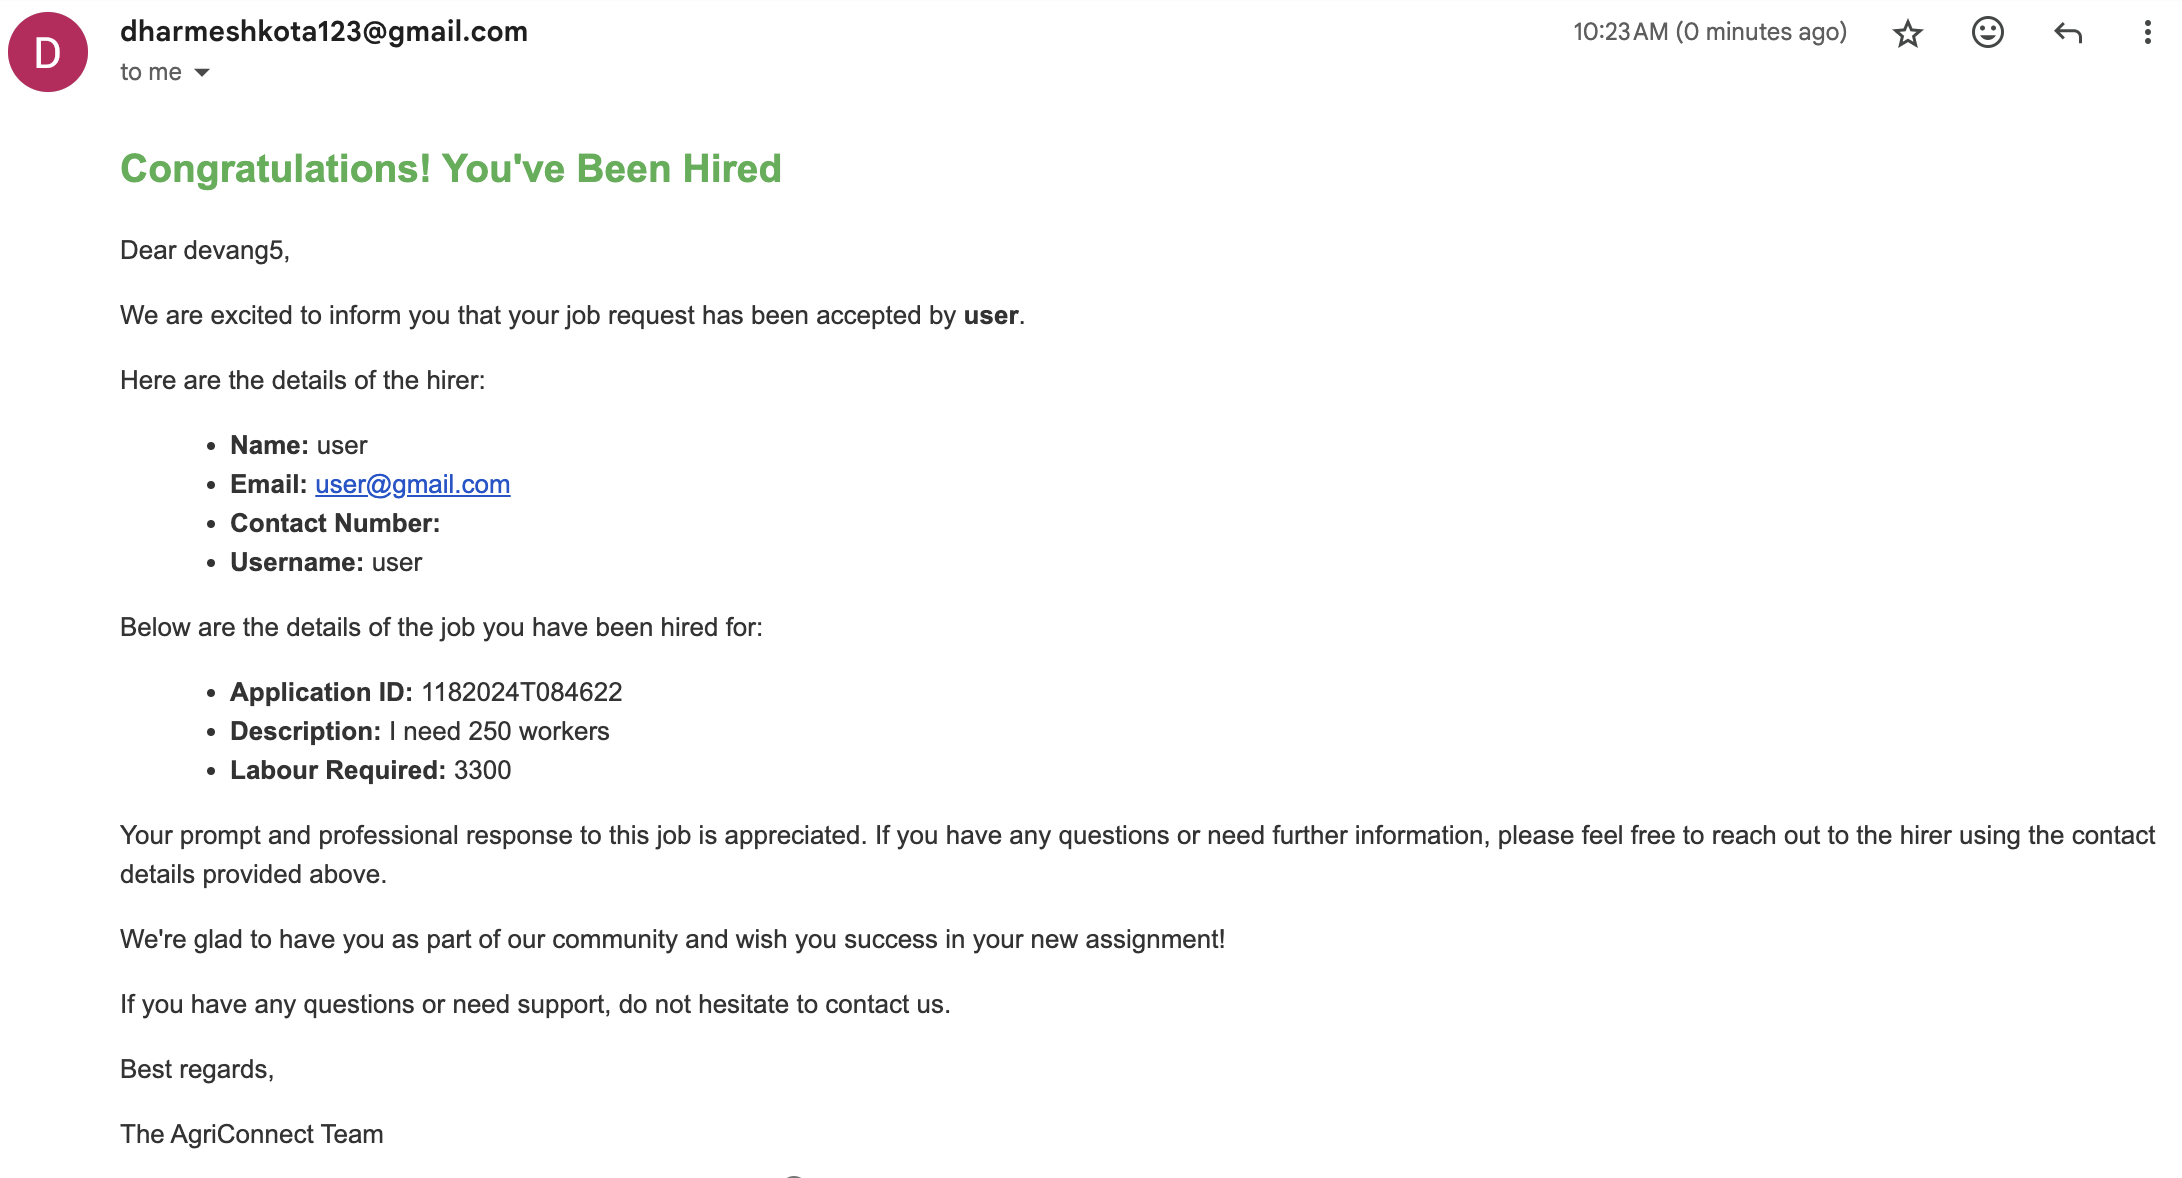 D
dharmeshkota123@gmail.com
10:23 AM (0 minutes ago)
to me
Congratulations! You've Been Hired
Dear devang5,
We are excited to inform you that your job request has been accepted by user.
Here are the details of the hirer:
• Name: user
• Email: user@gmail.com
• Contact Number:
• Username: user
Below are the details of the job you have been hired for:
• Application ID: 1182024T084622
• Description: I need 250 workers
• Labour Required: 3300
Your prompt and professional response to this job is appreciated. If you have any questions or need further information, please feel free to reach out to the hirer using the contact
details provided above.
We're glad to have you as part of our community and wish you success in your new assignment!
If you have any questions or need support, do not hesitate to contact us.
Best regards,
The AgriConnect Team